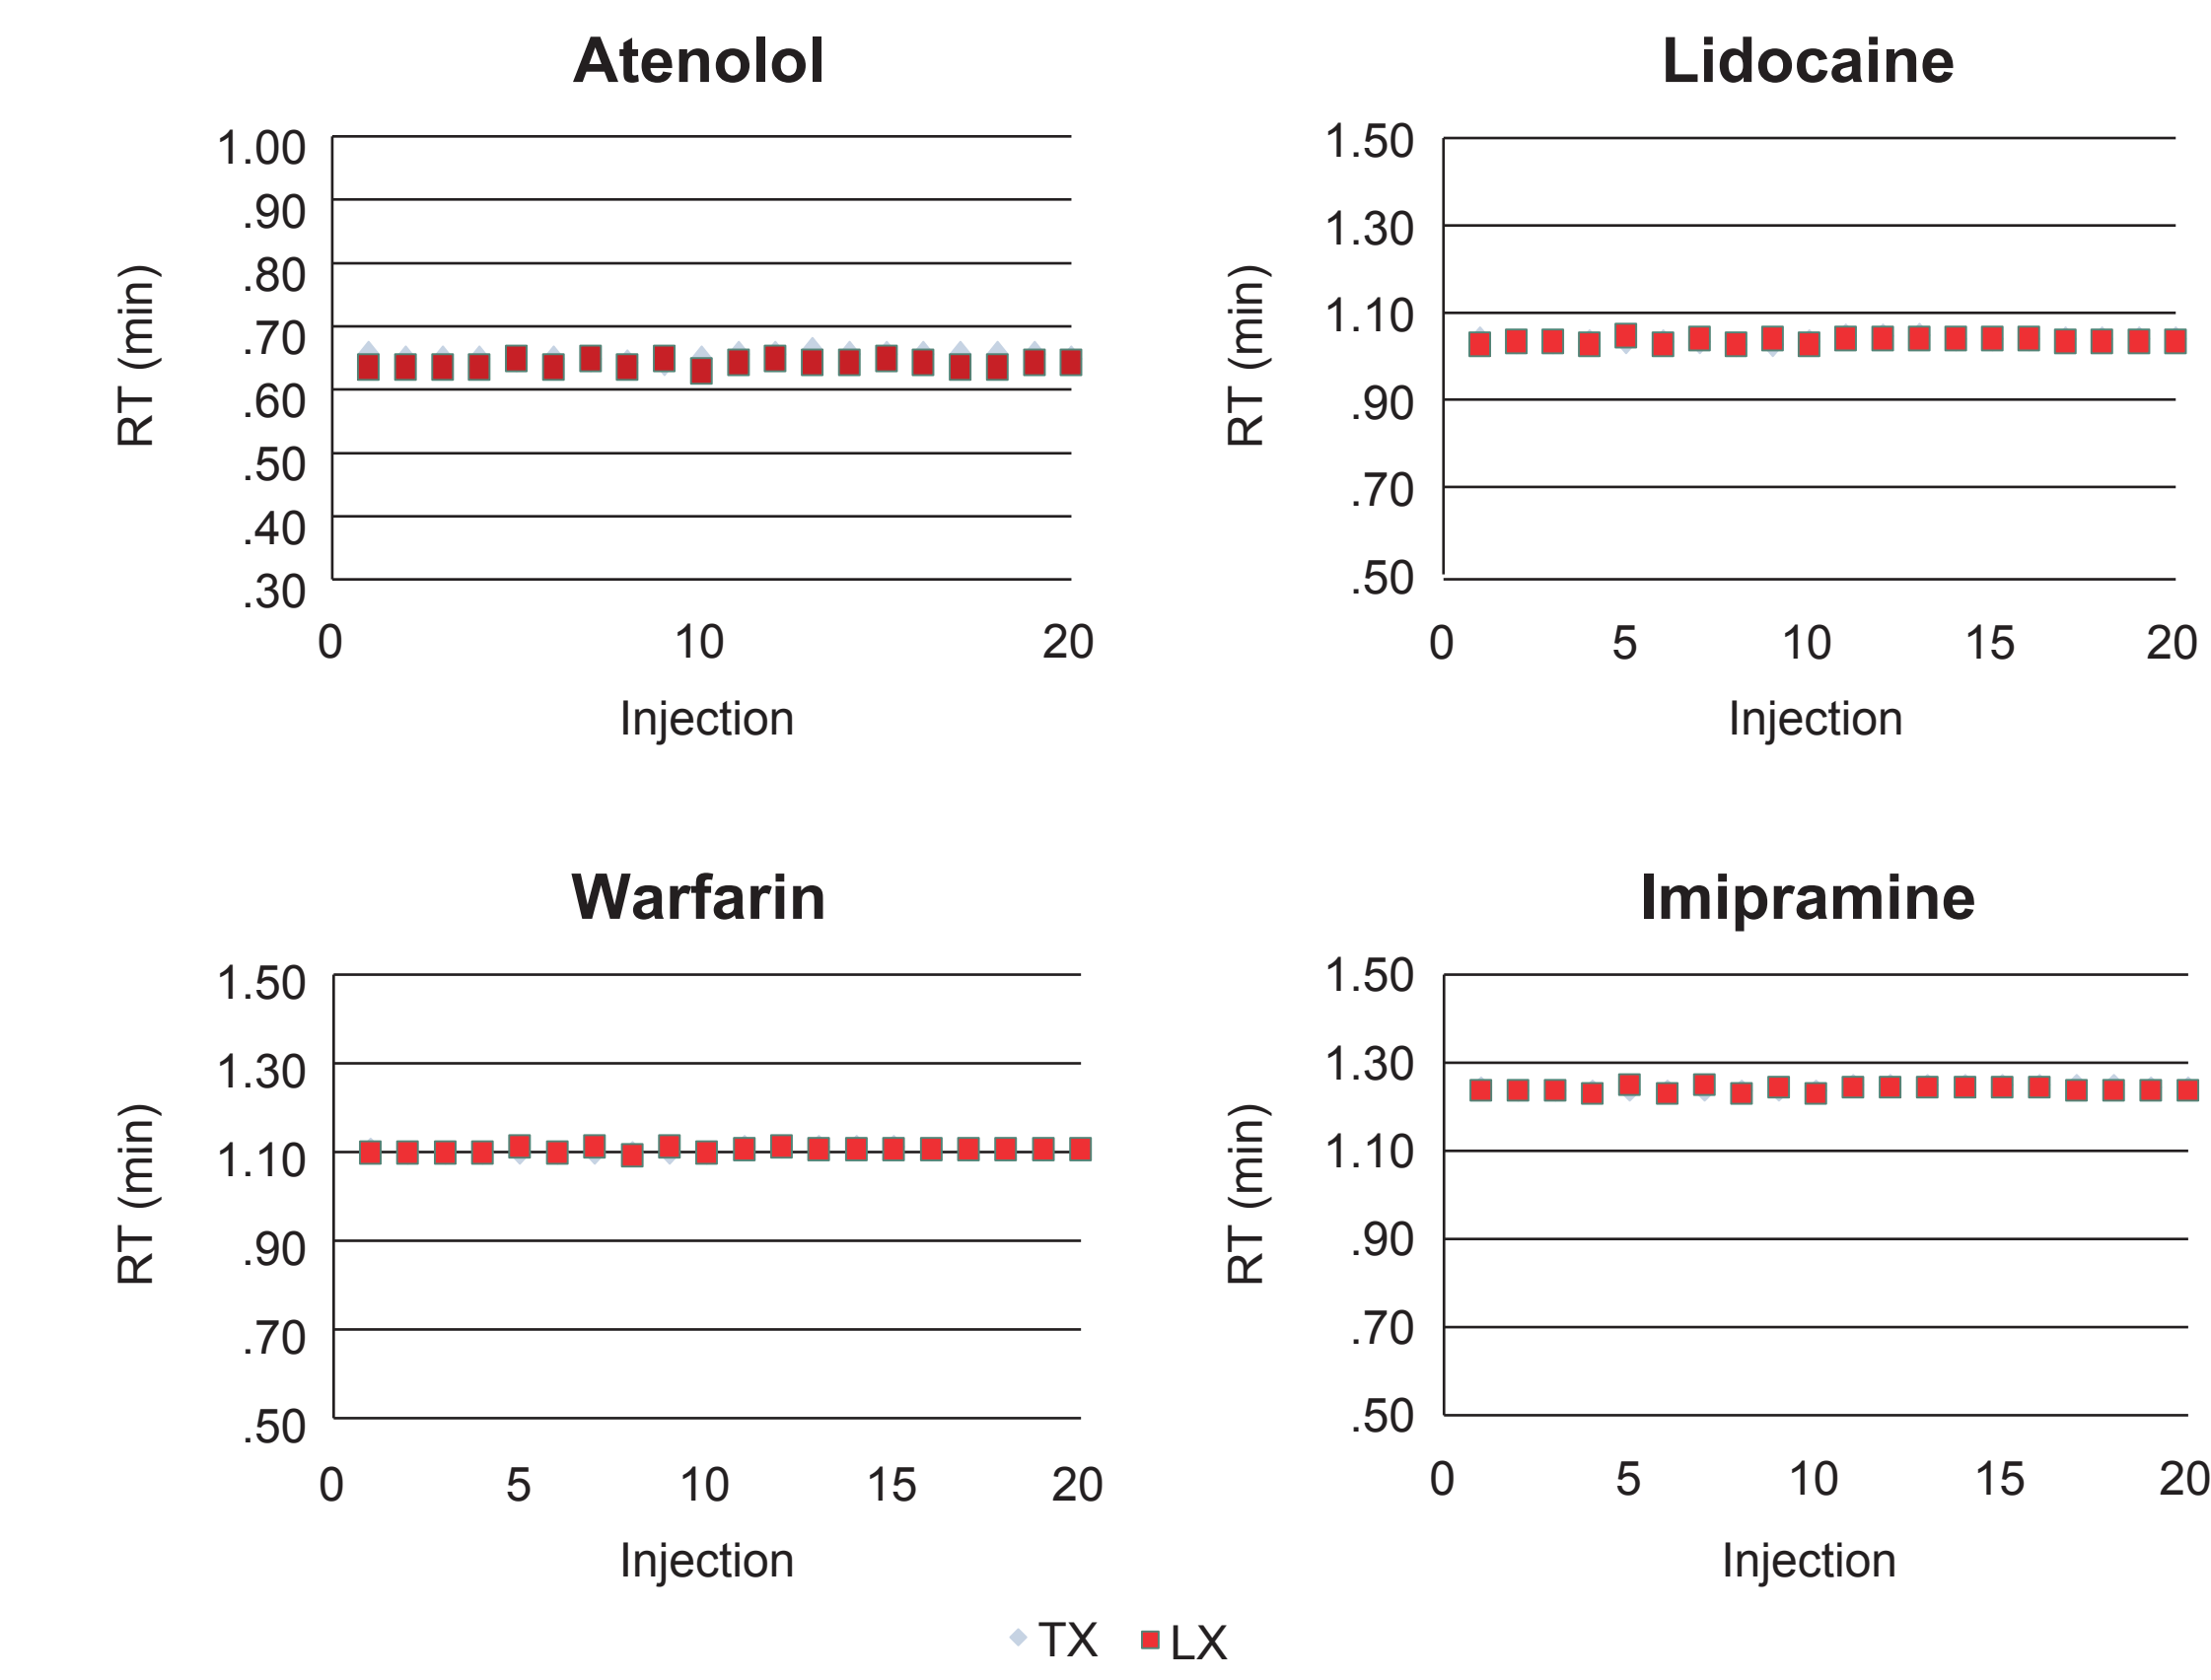 Atenolol
1.00
.90
.80
.70
.60
.50
.40
.30
RT (min)
0 10 20
Injection
Lidocaine
1.50
1.30
1.10
.90
.70
.50
RT (min)
0 5 10 15 20
Injection
Warfarin
1.50
1.30
1.10
.90
.70
.50
RT (min)
0 5 10 15 20
Injection
Imipramine
1.50
1.30
1.10
.90
.70
.50
RT (min)
0 5 10 15 20
Injection
TX LX